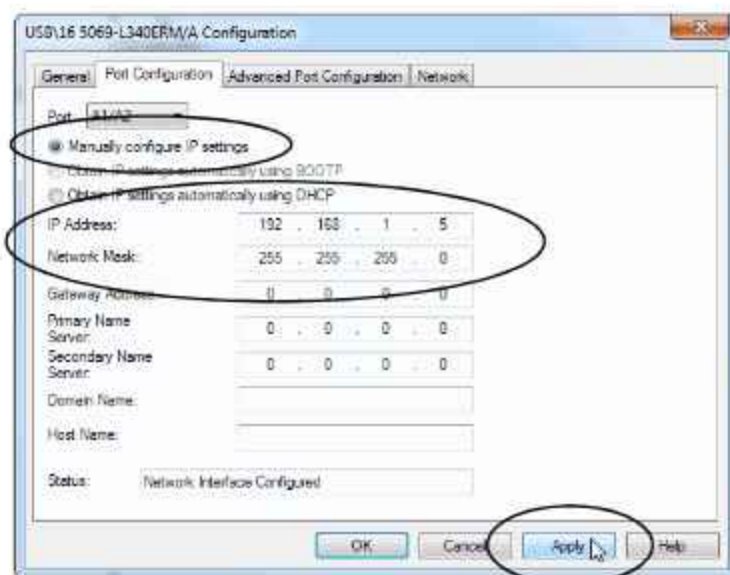 USB\16 5069-L340ERM/A Configuration
General Port Configuration Advanced Port Configuration Network
Port: A1/A2
Manually configure IP settings
Obtain IP settings automatically using BOOTP
Obtain IP settings automatically using DHCP
IP Address: 192 . 168 . 1 . 5
Network Mask: 255 . 255 . 255 . 0
Gateway Address: 0 . 0 . 0 . 0
Primary Name
Server: 0 . 0 . 0 . 0
Secondary Name
Server: 0 . 0 . 0 . 0
Domain Name:
Host Name:
Status: Network Interface Configured
OK Cancel Apply Help